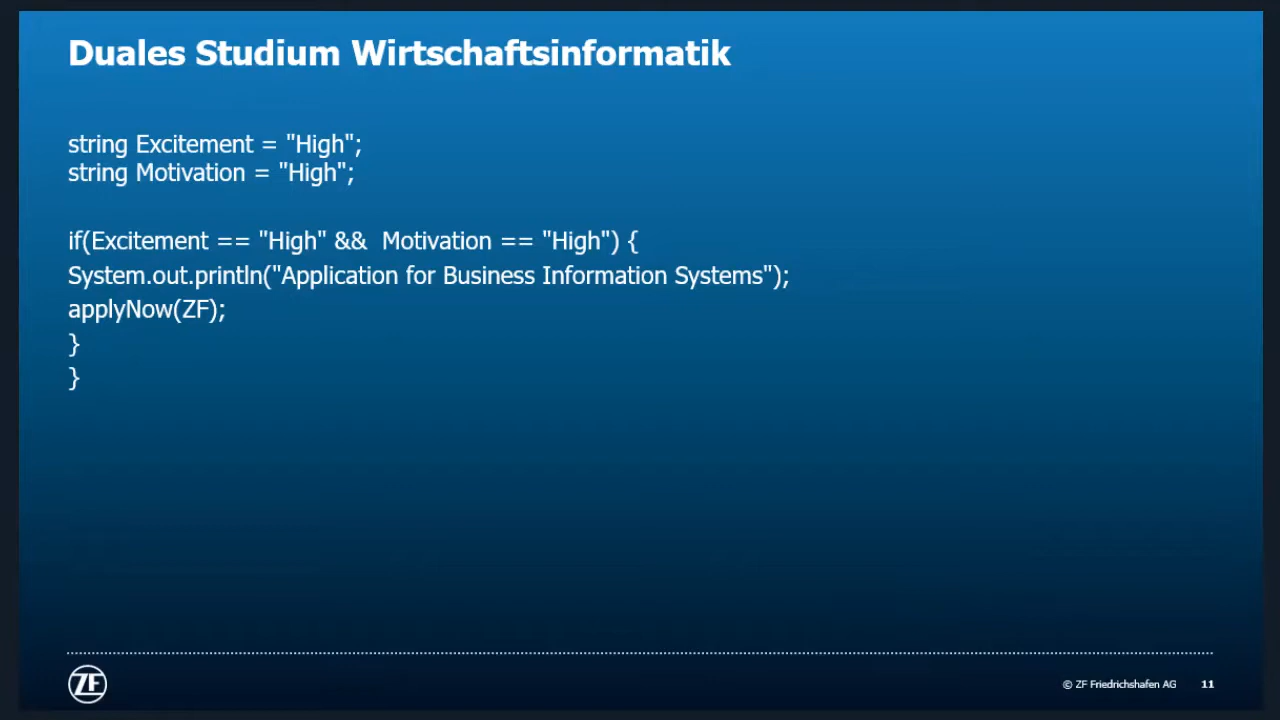 Duales Studium Wirtschaftsinformatik
string Excitement = "High";
string Motivation = "High";
if(Excitement == "High" &&  Motivation == "High") {
System.out.println("Application for Business Information Systems");
applyNow(ZF);
}
}
ZF
© ZF Friedrichshafen AG 11